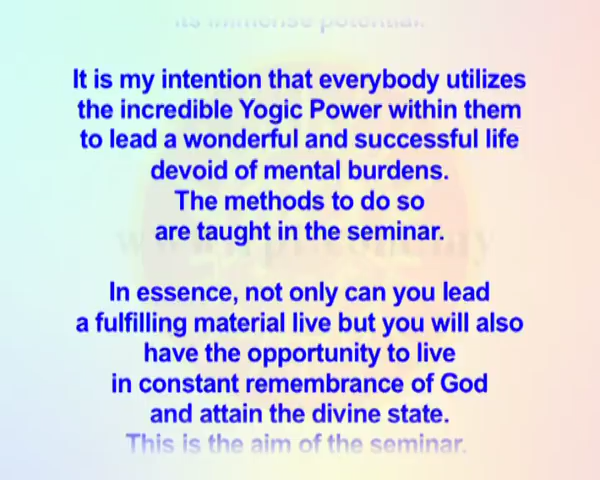 its immense potential.
It is my intention that everybody utilizes
the incredible Yogic Power within them
to lead a wonderful and successful life
devoid of mental burdens.
The methods to do so
are taught in the seminar.
In essence, not only can you lead
a fulfilling material live but you will also
have the opportunity to live
in constant remembrance of God
and attain the divine state.
This is the aim of the seminar.